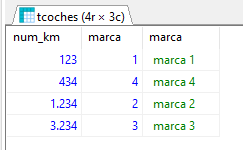 tcoches (4r × 3c)
num_km marca marca
123 1 marca 1
434 4 marca 4
1.234 2 marca 2
3.234 3 marca 3